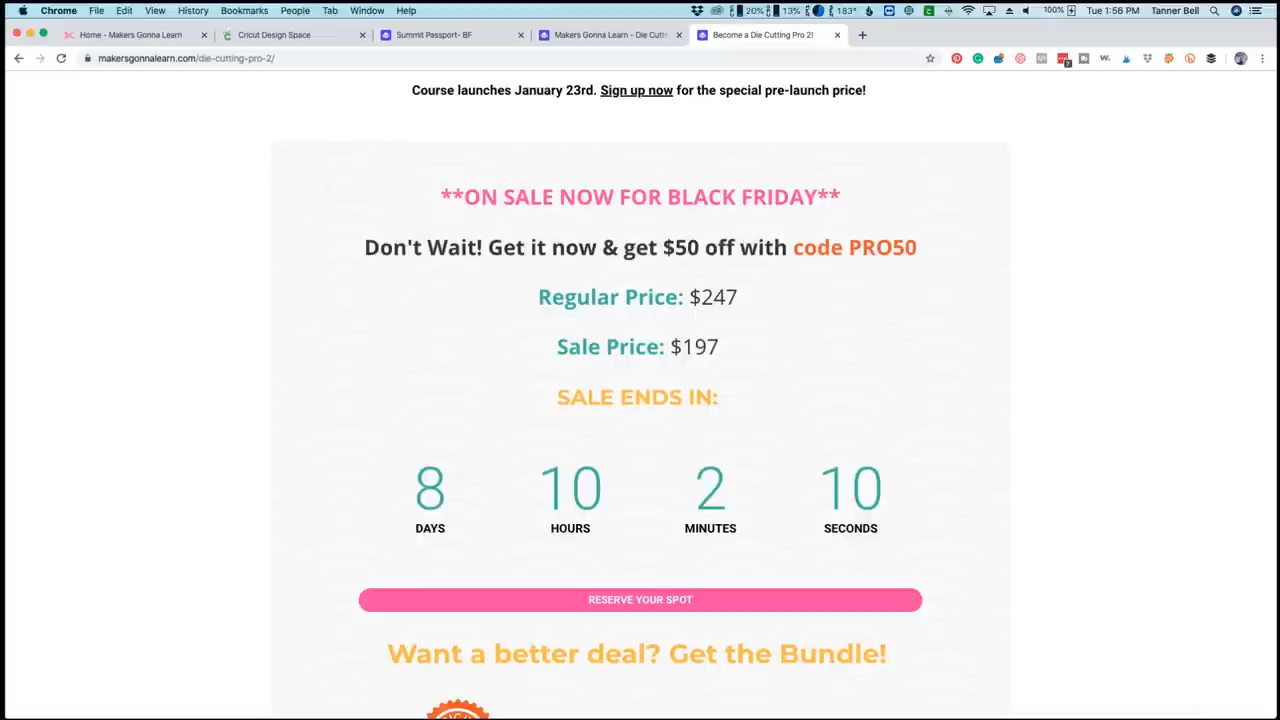 Chrome File Edit View History Bookmarks People Tab Window Help 20% 13% 183° 100% Tue 1:56 PM Tanner Bell
Home - Makers Gonna Learn Cricut Design Space Summit Passport- BF Makers Gonna Learn - Die Cutt Become a Die Cutting Pro 2!
makersgonnalearn.com/die-cutting-pro-2/
Course launches January 23rd. Sign up now for the special pre-launch price!
**ON SALE NOW FOR BLACK FRIDAY**
Don't Wait! Get it now & get $50 off with code PRO50
Regular Price: $247
Sale Price: $197
SALE ENDS IN:
8 10 2 10
DAYS HOURS MINUTES SECONDS
RESERVE YOUR SPOT
Want a better deal? Get the Bundle!